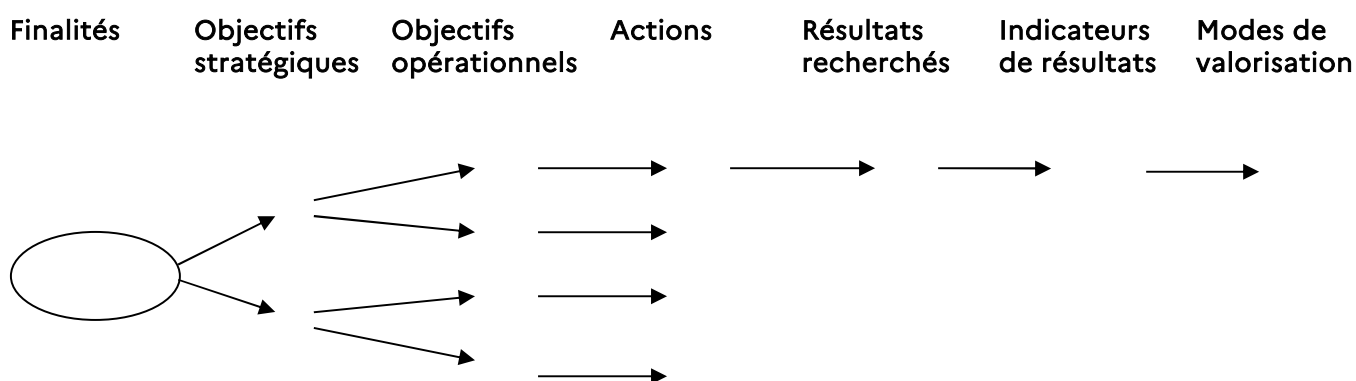 Finalités
Objectifs
stratégiques
Objectifs
opérationnels
Actions
Résultats
recherchés
Indicateurs
de résultats
Modes de
valorisation